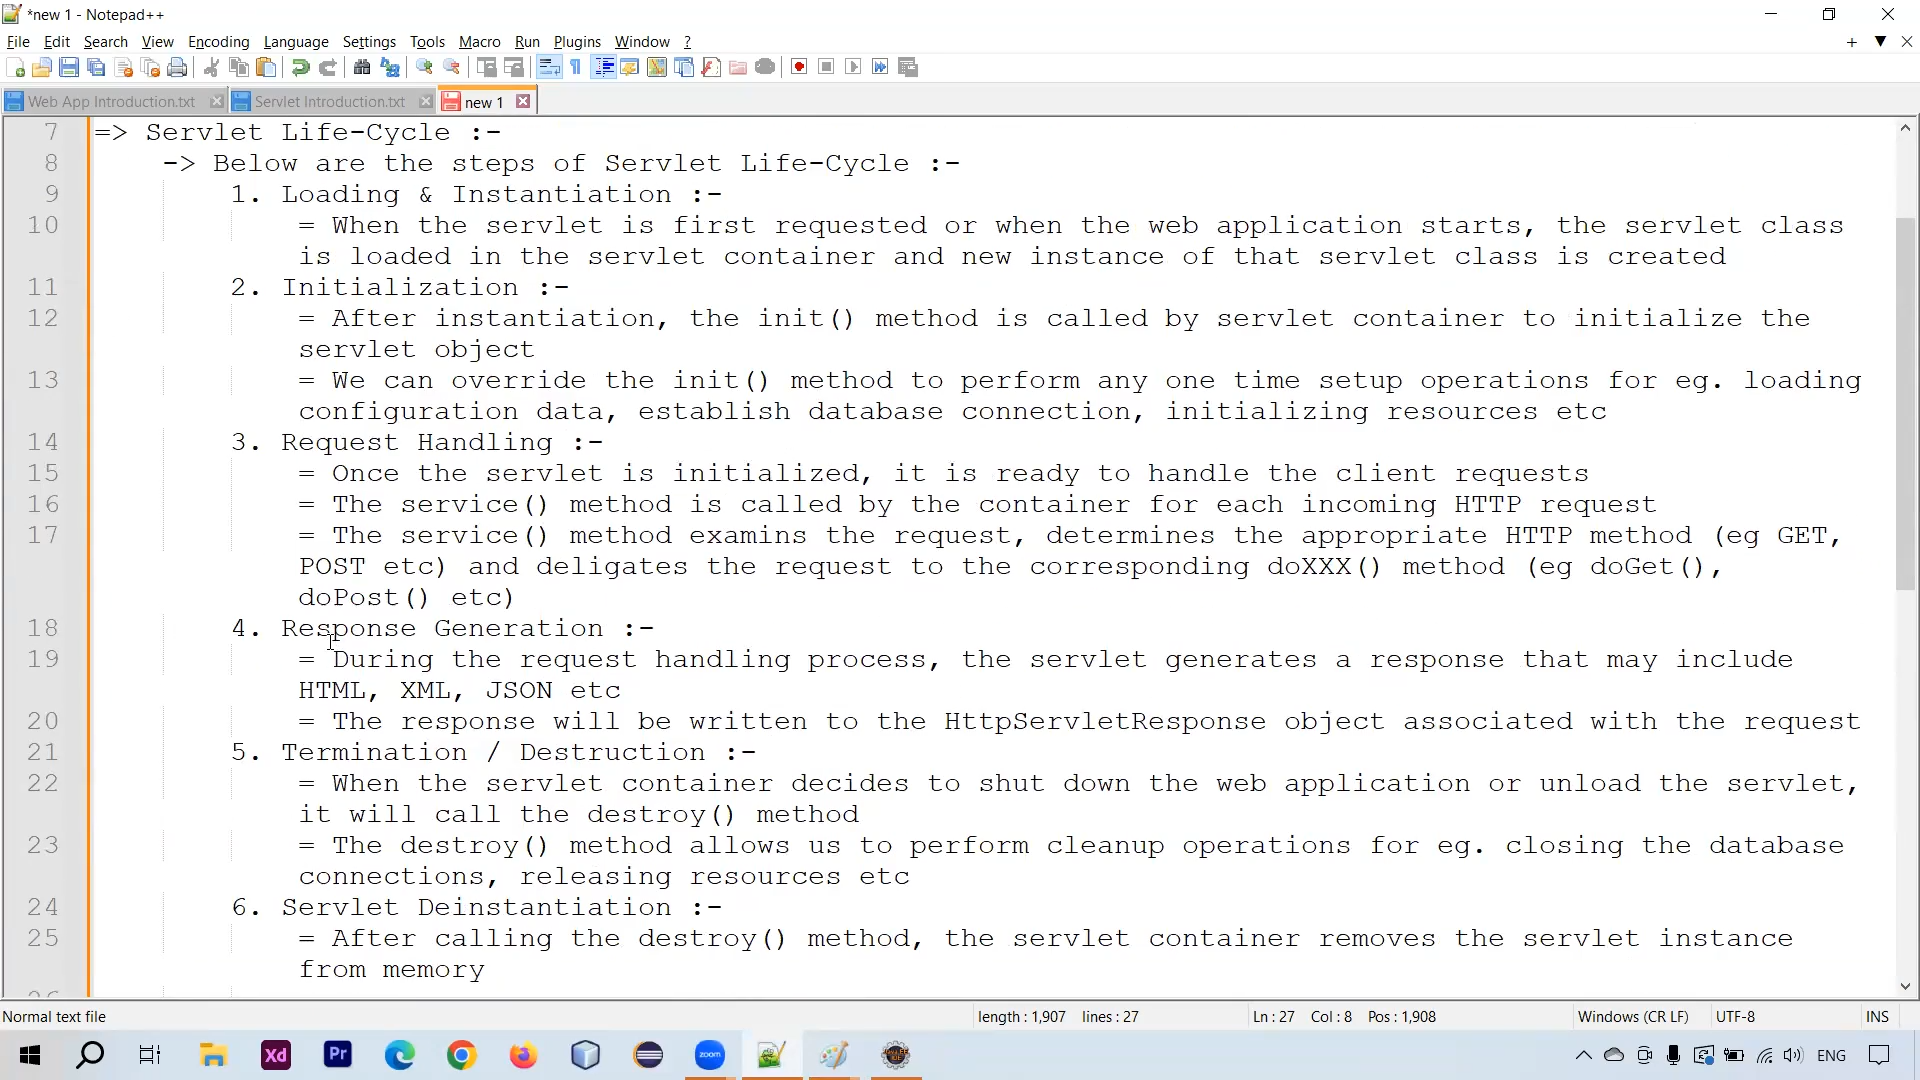 *new 1 - Notepad++
File Edit Search View Encoding Language Settings Tools Macro Run Plugins Window ?
Web App Introduction.txt Servlet Introduction.txt new 1
7 => Servlet Life-Cycle :-
8 -> Below are the steps of Servlet Life-Cycle :-
9 1. Loading & Instantiation :-
10 = When the servlet is first requested or when the web application starts, the servlet class
is loaded in the servlet container and new instance of that servlet class is created
11 2. Initialization :-
12 = After instantiation, the init() method is called by servlet container to initialize the
servlet object
13 = We can override the init() method to perform any one time setup operations for eg. loading
configuration data, establish database connection, initializing resources etc
14 3. Request Handling :-
15 = Once the servlet is initialized, it is ready to handle the client requests
16 = The service() method is called by the container for each incoming HTTP request
17 = The service() method examins the request, determines the appropriate HTTP method (eg GET,
POST etc) and deligates the request to the corresponding doXXX() method (eg doGet(),
doPost() etc)
18 4. Response Generation :-
19 = During the request handling process, the servlet generates a response that may include
HTML, XML, JSON etc
20 = The response will be written to the HttpServletResponse object associated with the request
21 5. Termination / Destruction :-
22 = When the servlet container decides to shut down the web application or unload the servlet,
it will call the destroy() method
23 = The destroy() method allows us to perform cleanup operations for eg. closing the database
connections, releasing resources etc
24 6. Servlet Deinstantiation :-
25 = After calling the destroy() method, the servlet container removes the servlet instance
from memory
Normal text file length : 1,907 lines : 27 Ln : 27 Col : 8 Pos : 1,908 Windows (CR LF) UTF-8 INS
Xd Pr zoom ENG